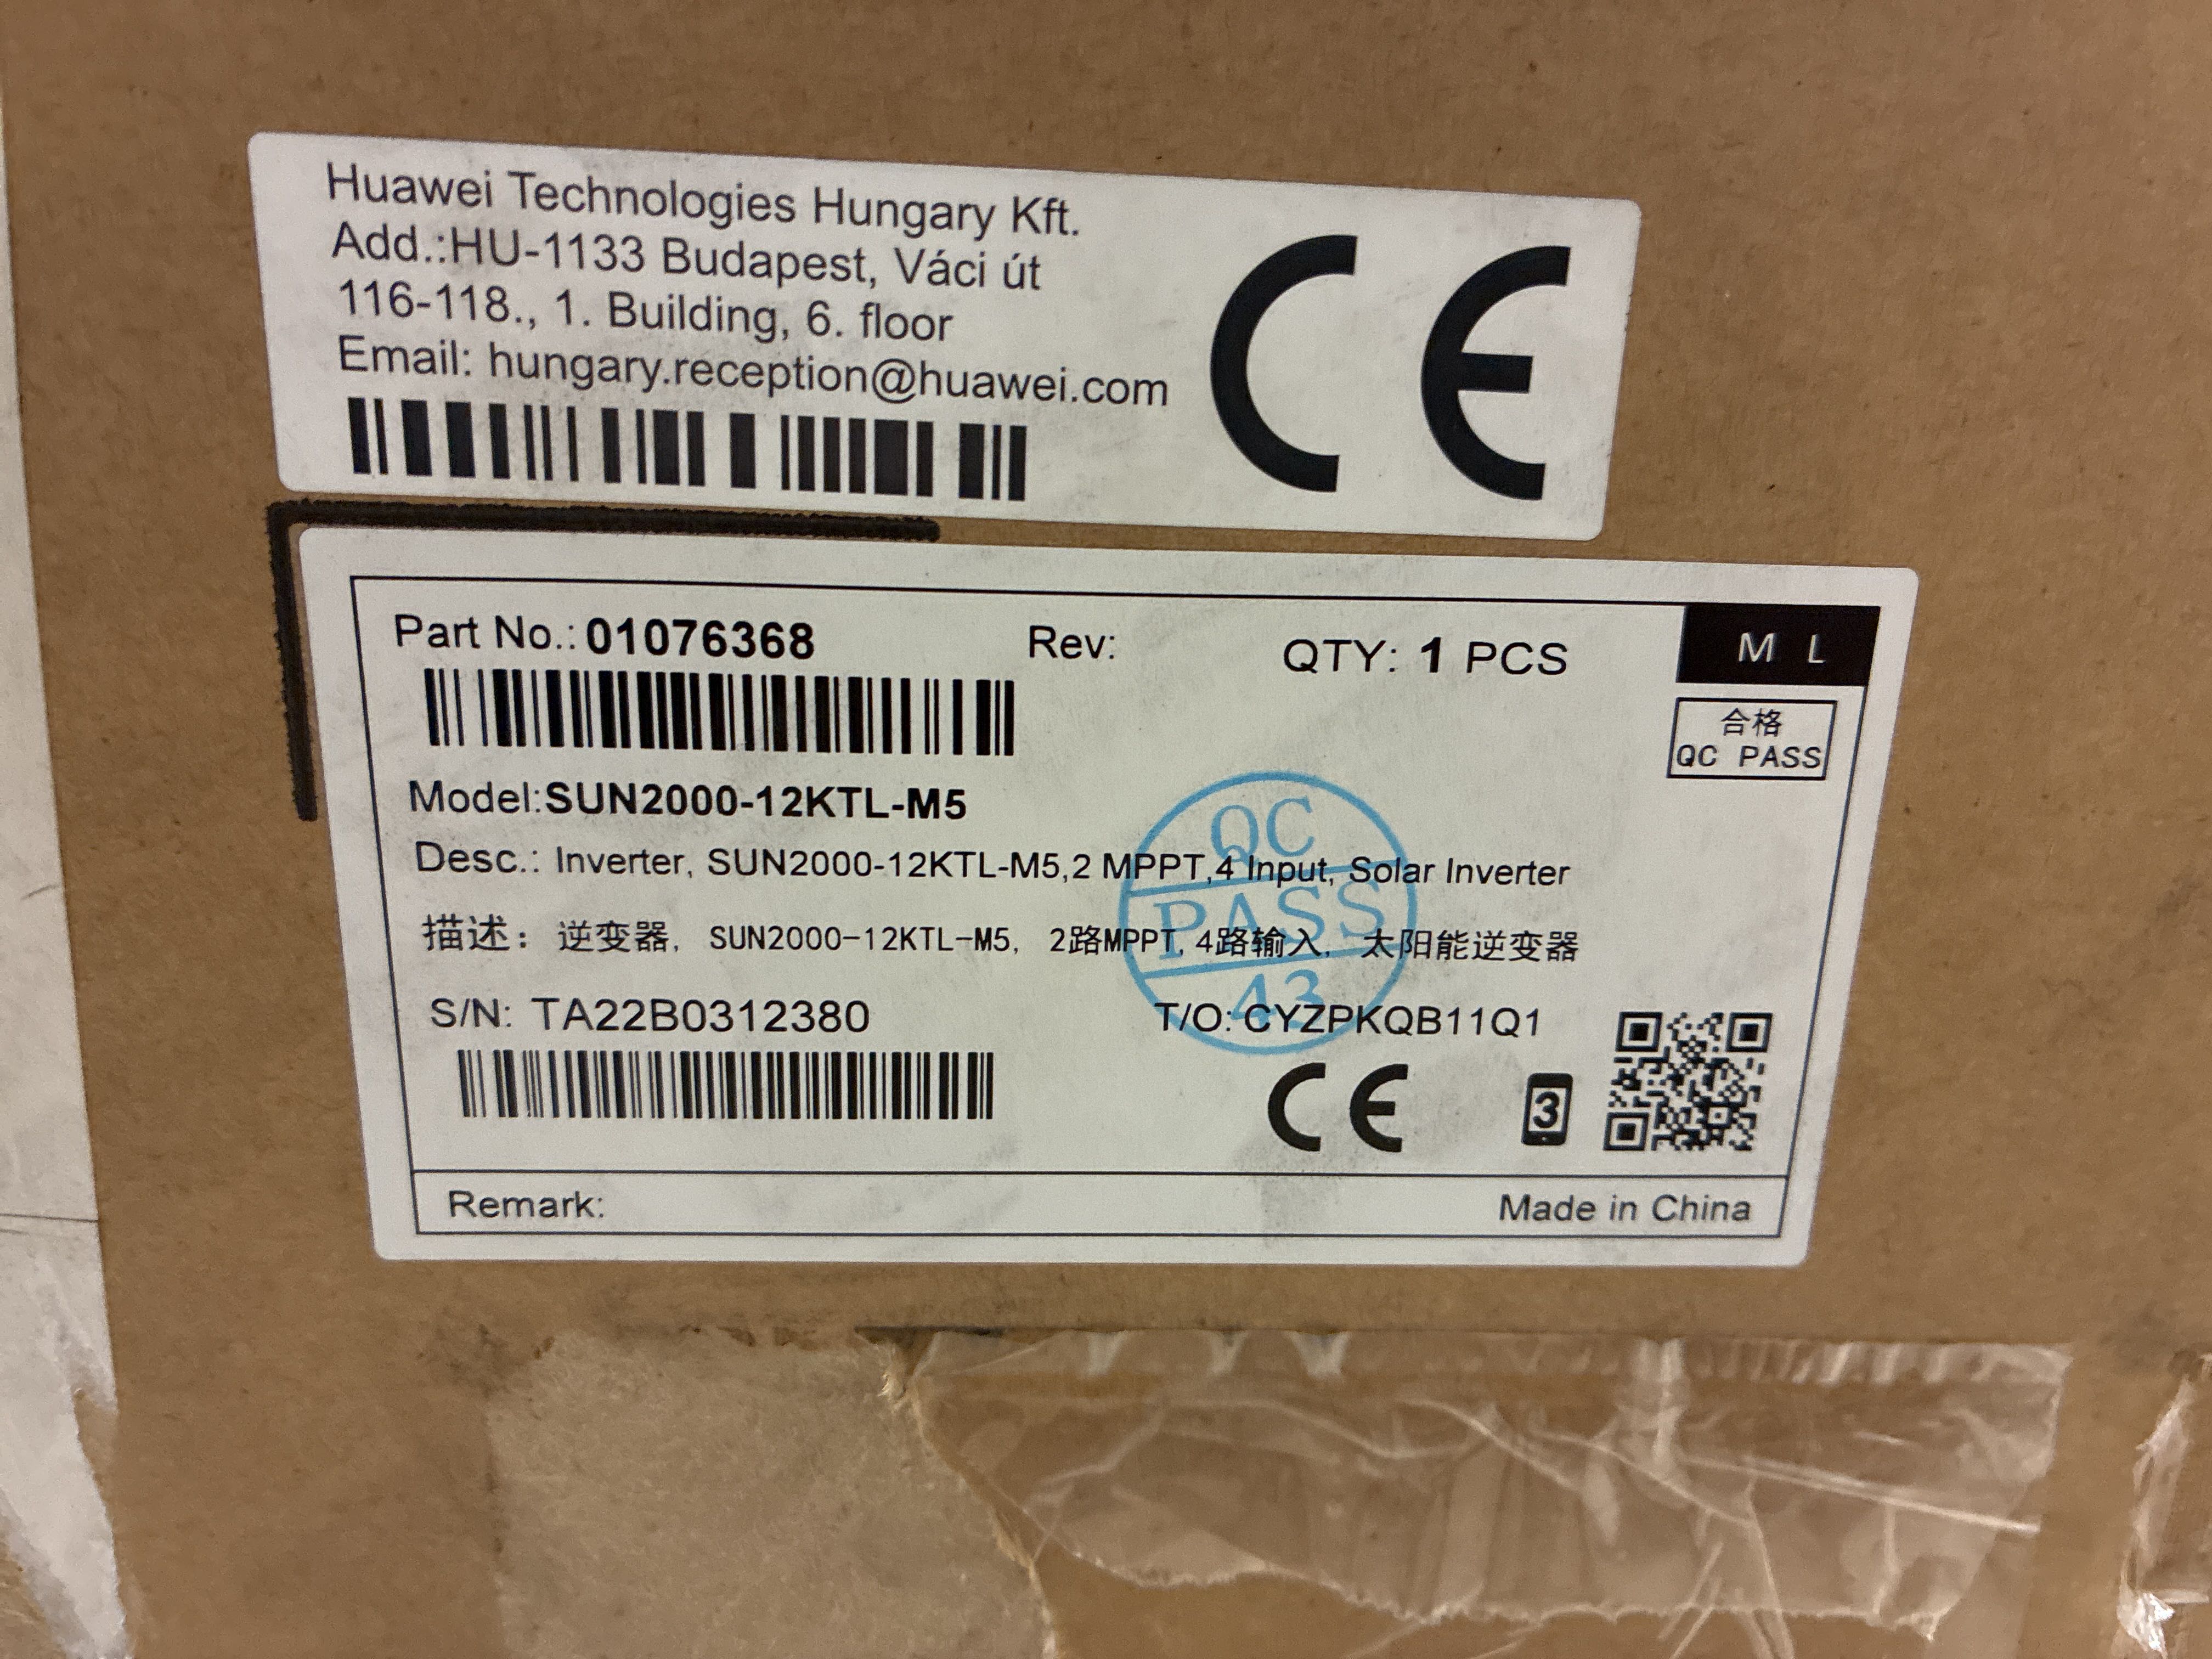 Huawei Technologies Hungary Kft.
Add.:HU-1133 Budapest, Váci út
116-118., 1. Building, 6. floor
Email: hungary.reception@huawei.com
CE
Part No.: 01076368 Rev: QTY: 1 PCS M L
合格
QC PASS
Model:SUN2000-12KTL-M5
QC
Desc.: Inverter, SUN2000-12KTL-M5,2 MPPT,4 Input, Solar Inverter
PASS
描述: 逆变器, SUN2000-12KTL-M5, 2路MPPT, 4路输入, 太阳能逆变器
43
S/N: TA22B0312380 T/O: CYZPKQB11Q1
CE 3
Remark: Made in China